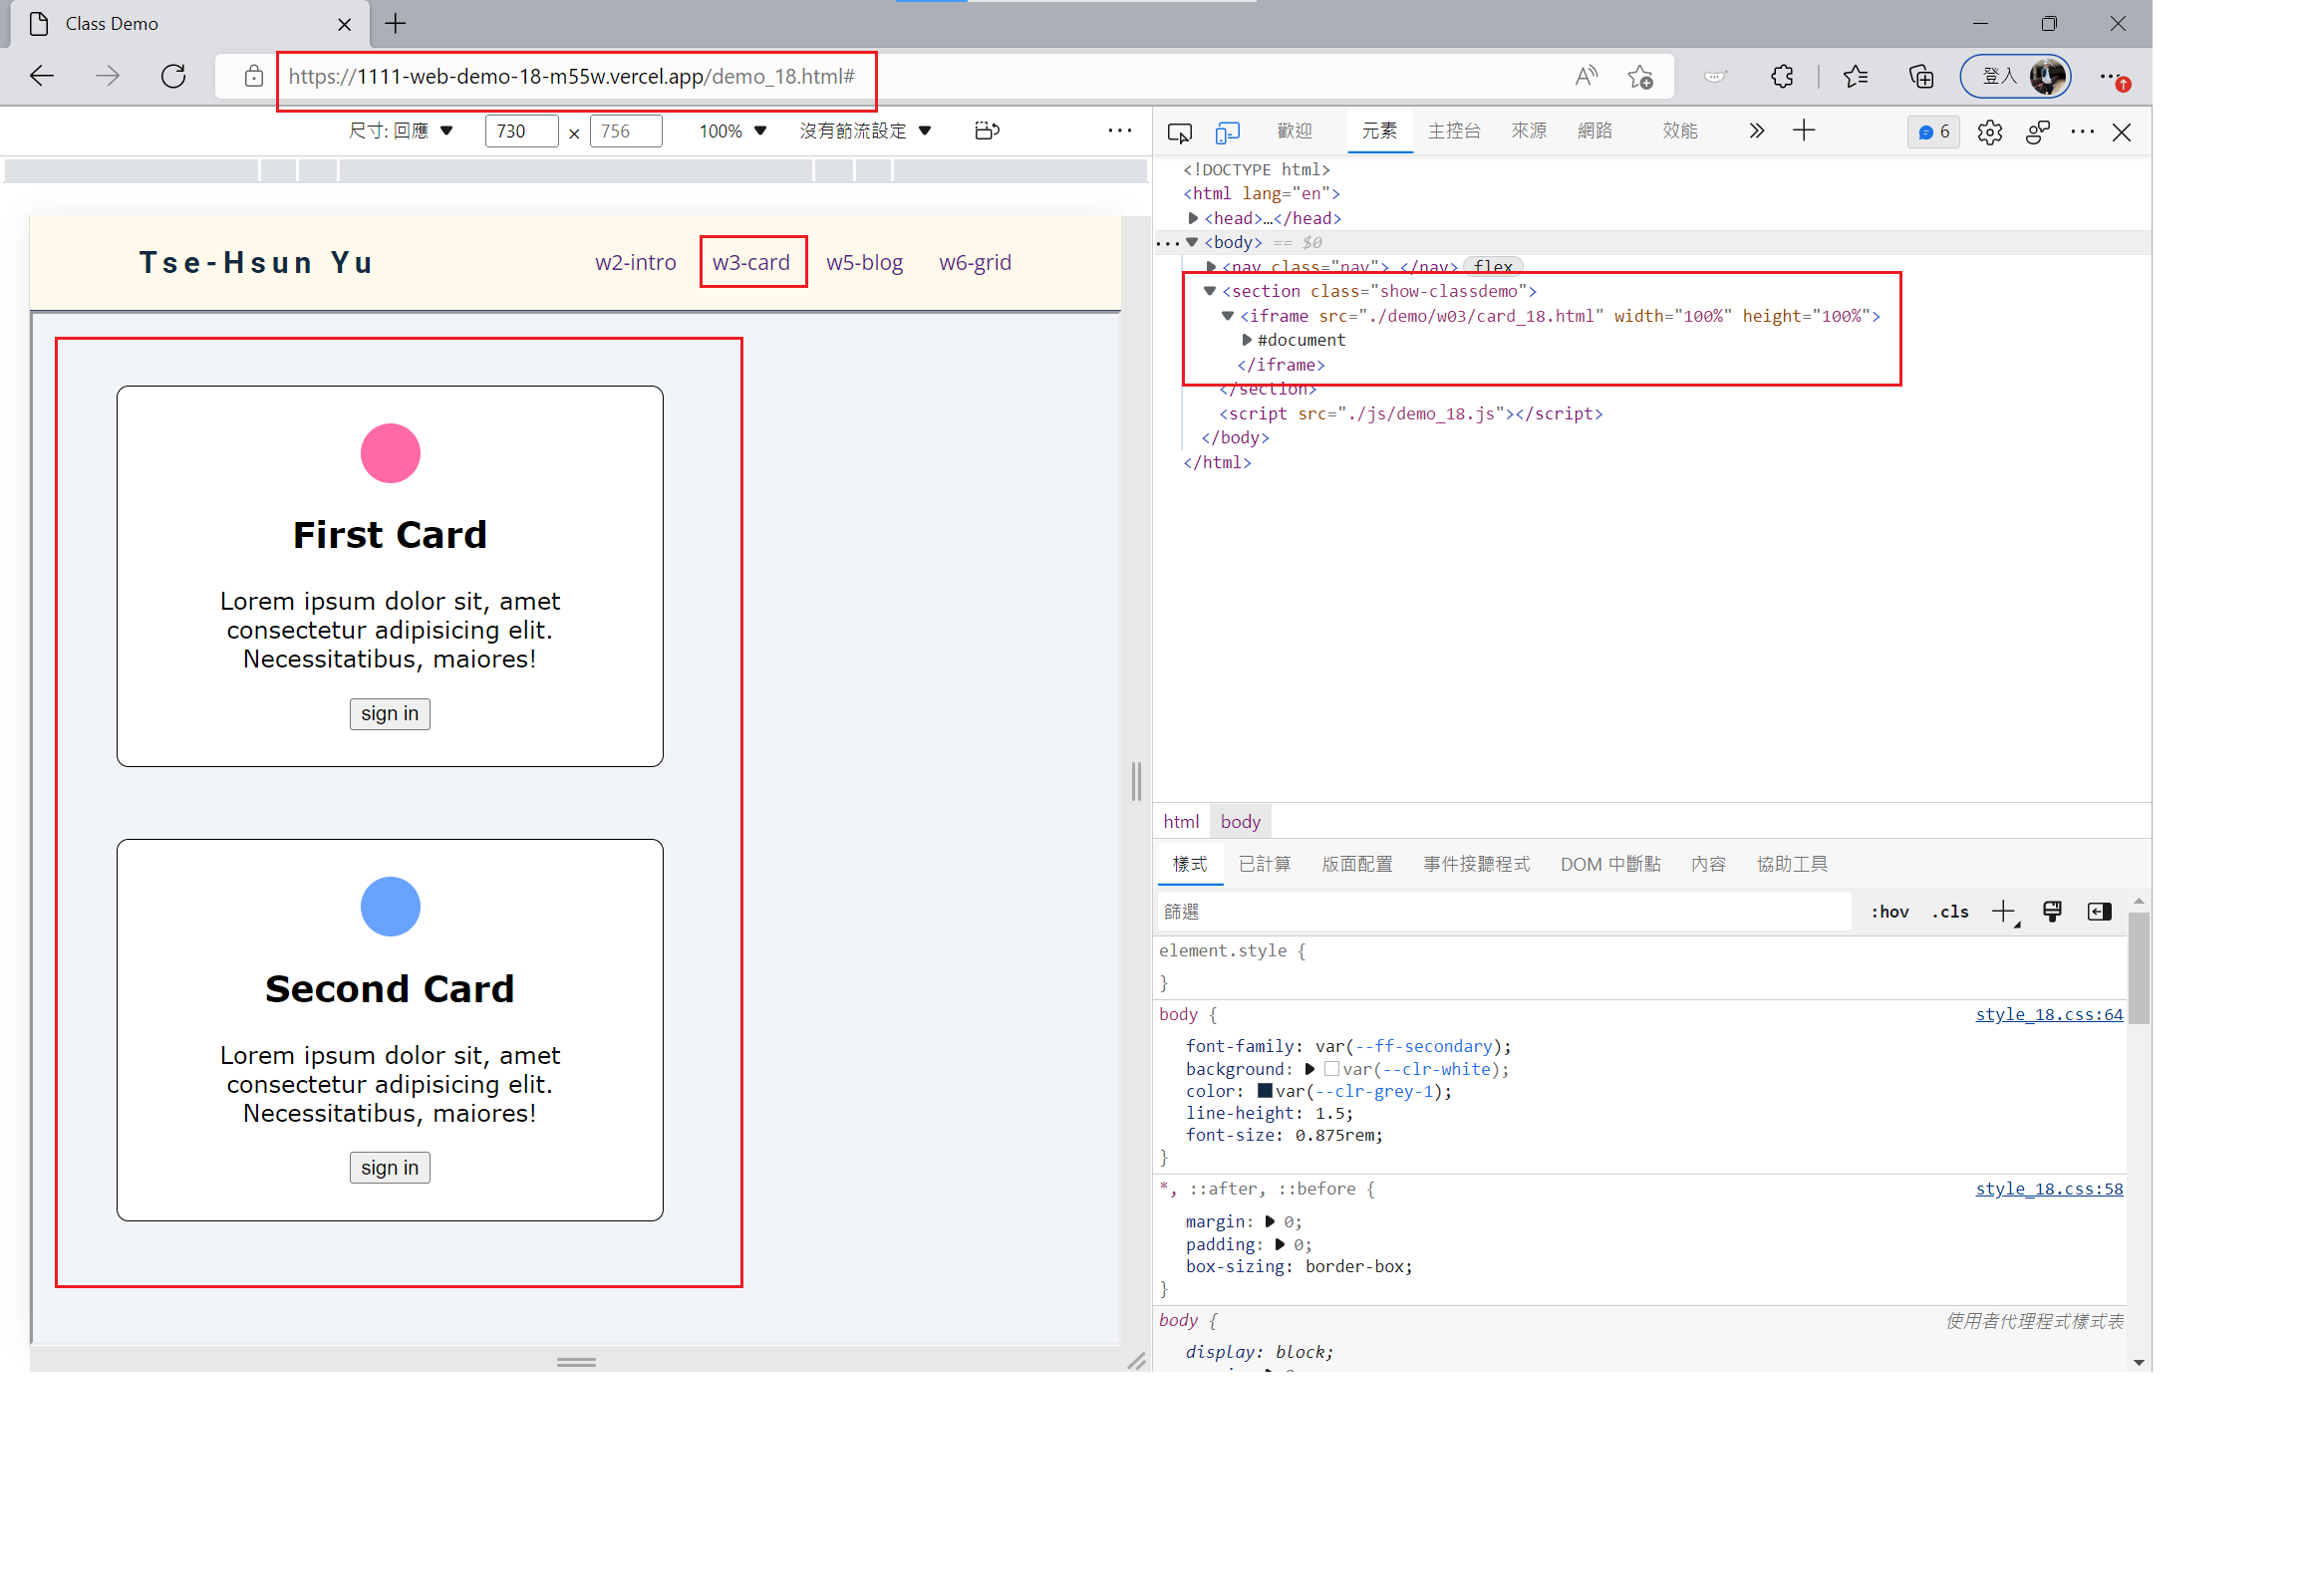 Class Demo
https://1111-web-demo-18-m55w.vercel.app/demo_18.html#
登入
尺寸: 回應 730 × 756 100% 沒有節流設定
歡迎 元素 主控台 來源 網路 效能 6
Tse-Hsun Yu w2-intro w3-card w5-blog w6-grid
First Card
Lorem ipsum dolor sit, amet
consectetur adipisicing elit.
Necessitatibus, maiores!
sign in
Second Card
Lorem ipsum dolor sit, amet
consectetur adipisicing elit.
Necessitatibus, maiores!
sign in
<!DOCTYPE html>
<html lang="en">
<head>…</head>
<body> == $0
<nav class="nav">…</nav> flex
<section class="show-classdemo">
<iframe src="./demo/w03/card_18.html" width="100%" height="100%">
#document
</iframe>
</section>
<script src="./js/demo_18.js"></script>
</body>
</html>
html body
樣式 已計算 版面配置 事件接聽程式 DOM 中斷點 內容 協助工具
篩選 :hov .cls
element.style {
}
body { style_18.css:64
font-family: var(--ff-secondary);
background: var(--clr-white);
color: var(--clr-grey-1);
line-height: 1.5;
font-size: 0.875rem;
}
*, ::after, ::before { style_18.css:58
margin: 0;
padding: 0;
box-sizing: border-box;
}
body { 使用者代理程式樣式表
display: block;